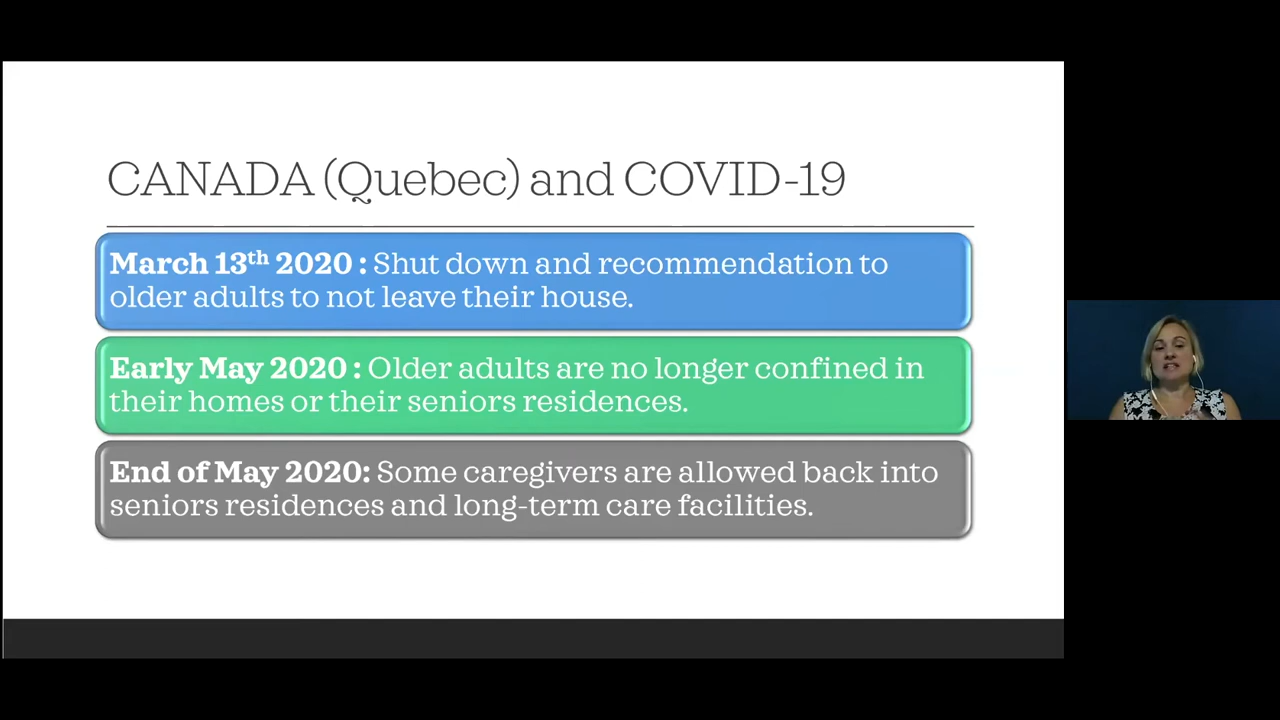 CANADA (Quebec) and COVID-19
March 13th 2020 : Shut down and recommendation to
older adults to not leave their house.
Early May 2020 : Older adults are no longer confined in
their homes or their seniors residences.
End of May 2020: Some caregivers are allowed back into
seniors residences and long-term care facilities.